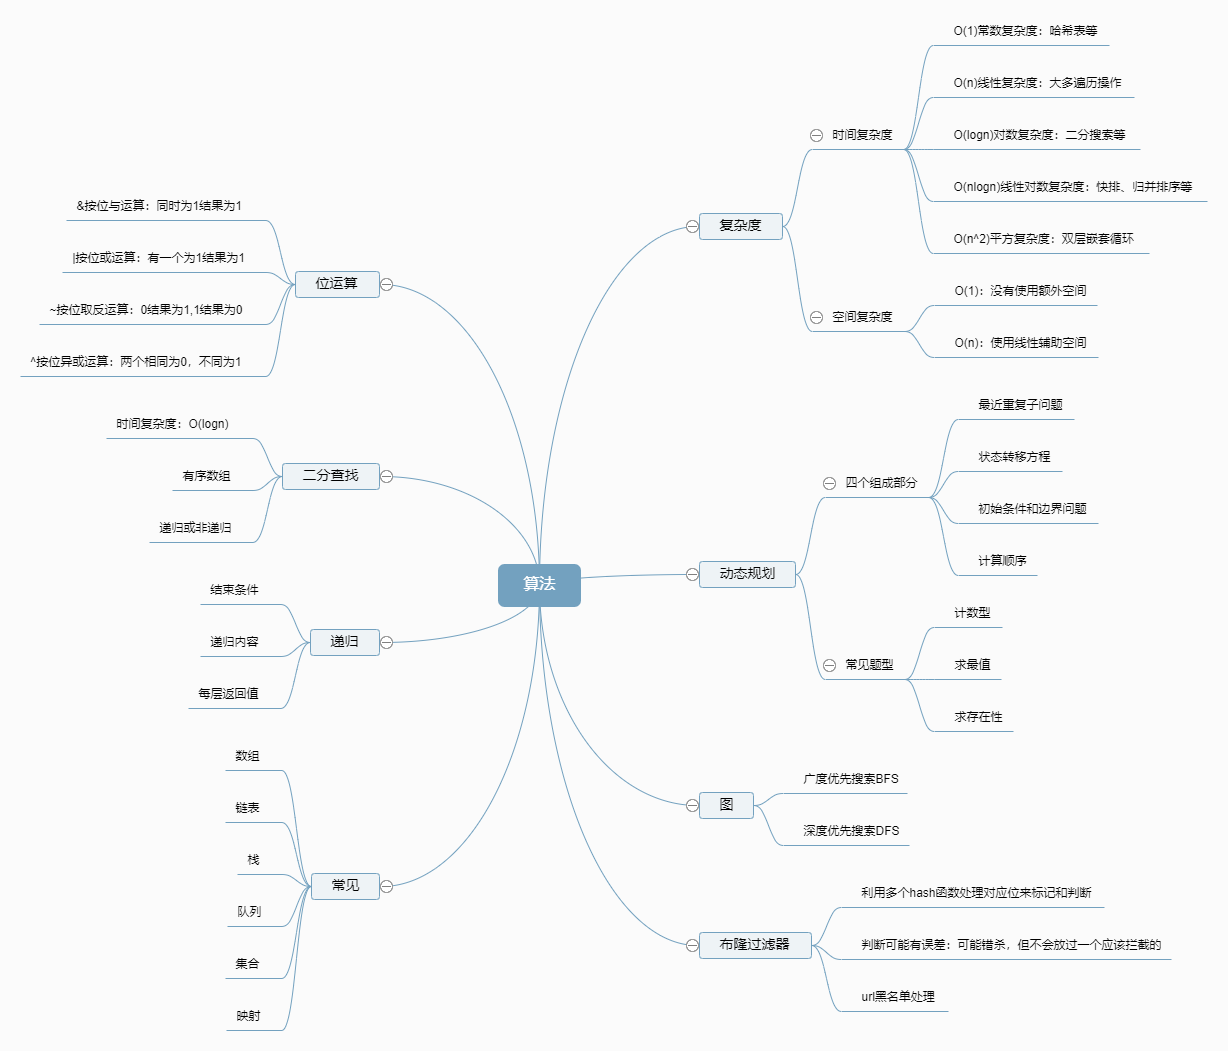 算法
复杂度
时间复杂度
O(1)常数复杂度：哈希表等
O(n)线性复杂度：大多遍历操作
O(logn)对数复杂度：二分搜索等
O(nlogn)线性对数复杂度：快排、归并排序等
O(n^2)平方复杂度：双层嵌套循环
空间复杂度
O(1)：没有使用额外空间
O(n)：使用线性辅助空间
动态规划
四个组成部分
最近重复子问题
状态转移方程
初始条件和边界问题
计算顺序
常见题型
计数型
求最值
求存在性
图
广度优先搜索BFS
深度优先搜索DFS
布隆过滤器
利用多个hash函数处理对应位来标记和判断
判断可能有误差：可能错杀，但不会放过一个应该拦截的
url黑名单处理
位运算
&按位与运算：同时为1结果为1
|按位或运算：有一个为1结果为1
~按位取反运算：0结果为1,1结果为0
^按位异或运算：两个相同为0，不同为1
二分查找
时间复杂度：O(logn)
有序数组
递归或非递归
递归
结束条件
递归内容
每层返回值
常见
数组
链表
栈
队列
集合
映射